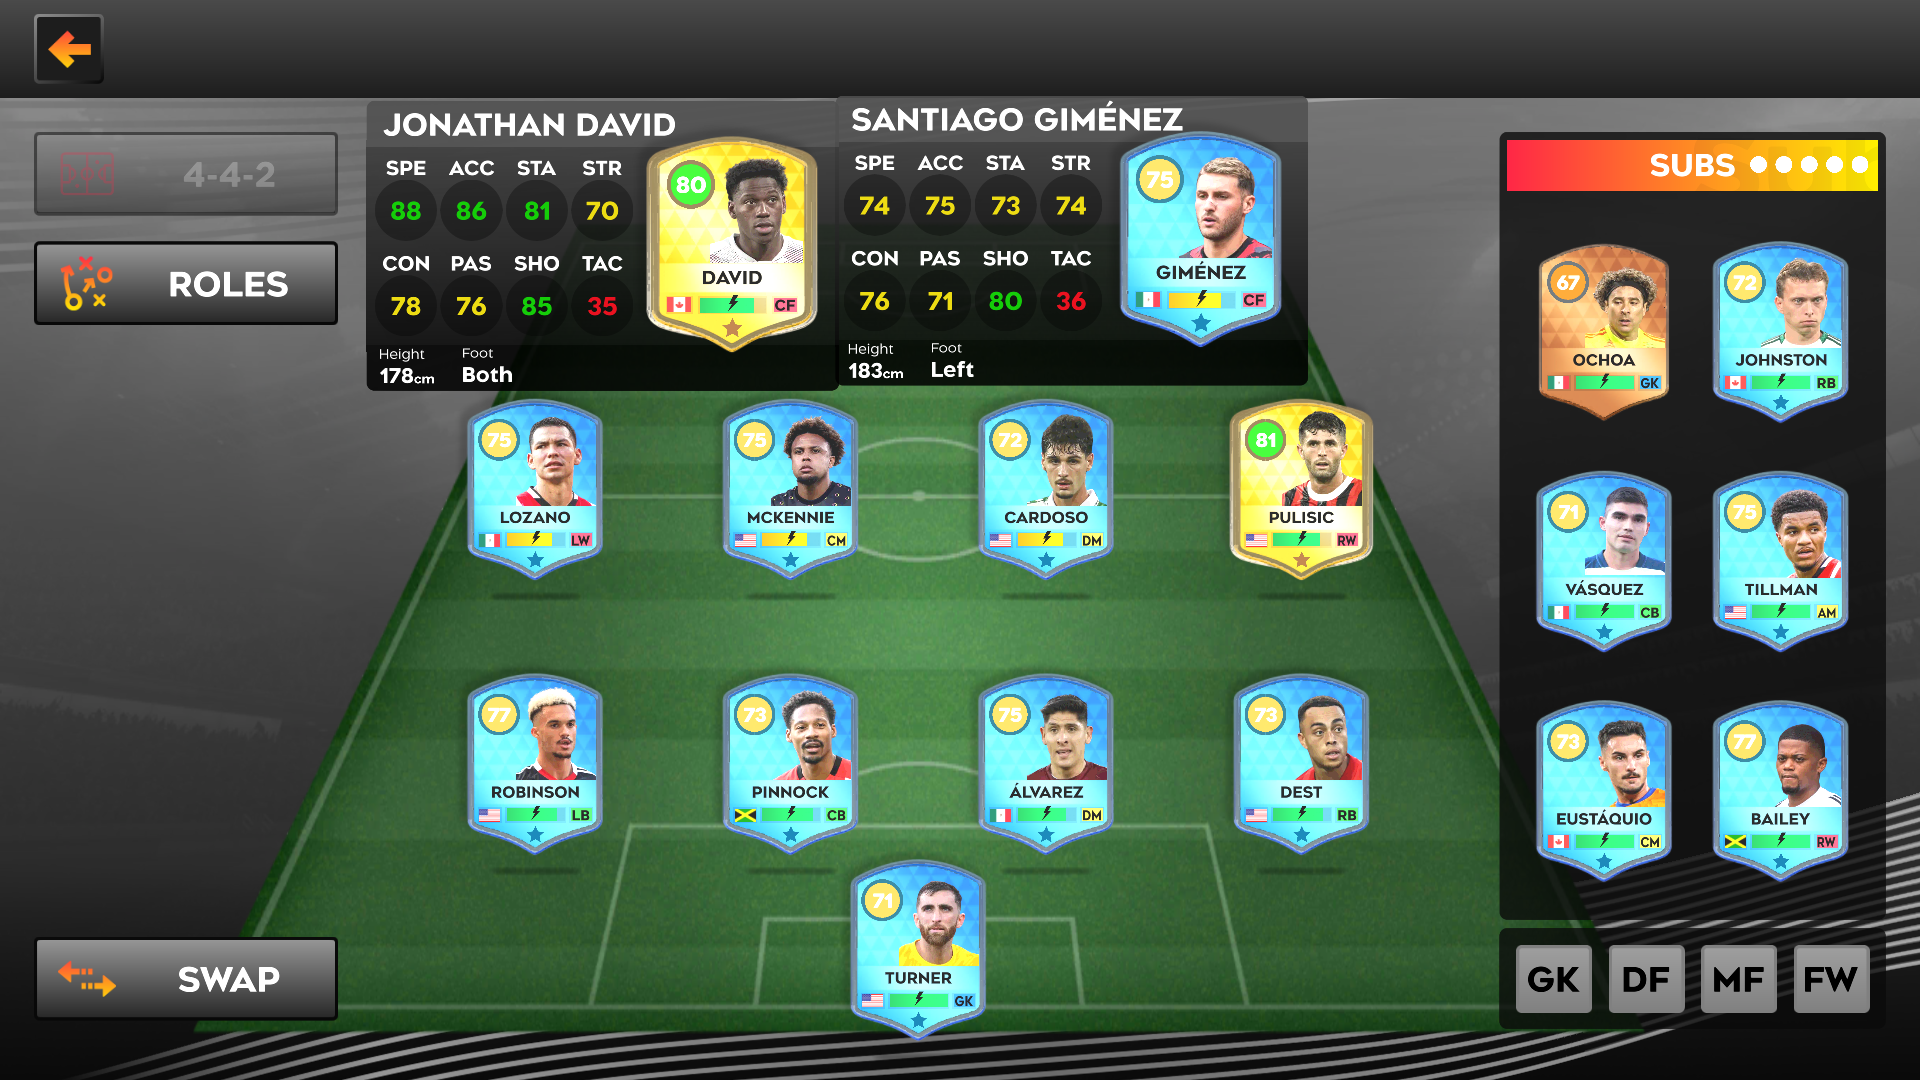 4-4-2
ROLES
SWAP
JONATHAN DAVID
SPE ACC STA STR
88 86 81 70
CON PAS SHO TAC
78 76 85 35
Height Foot
178cm Both
80
DAVID
CF
SANTIAGO GIMÉNEZ
SPE ACC STA STR
74 75 73 74
CON PAS SHO TAC
76 71 80 36
Height Foot
183cm Left
75
GIMÉNEZ
CF
75
LOZANO
LW
75
MCKENNIE
CM
72
CARDOSO
DM
81
PULISIC
RW
77
ROBINSON
LB
73
PINNOCK
CB
75
ÁLVAREZ
DM
73
DEST
RB
71
TURNER
GK
SUBS
67
OCHOA
GK
72
JOHNSTON
RB
71
VÁSQUEZ
CB
75
TILLMAN
AM
73
EUSTÁQUIO
CM
77
BAILEY
RW
GK DF MF FW